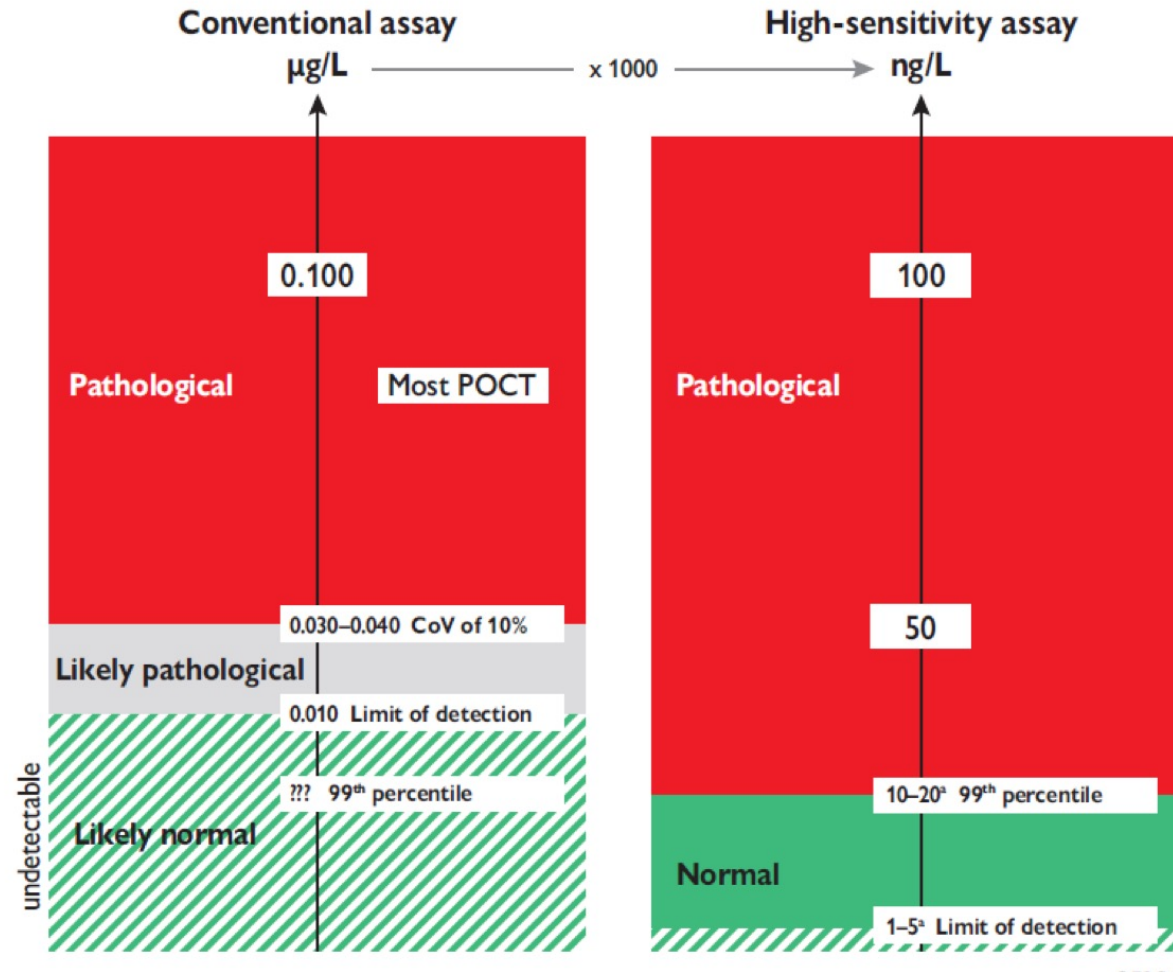 Conventional assay
µg/L
x 1000
High-sensitivity assay
ng/L
0.100
Pathological
Most POCT
0.030–0.040 CoV of 10%
Likely pathological
0.010 Limit of detection
??? 99th percentile
Likely normal
undetectable
100
Pathological
50
10–20ª 99th percentile
Normal
1–5ª Limit of detection